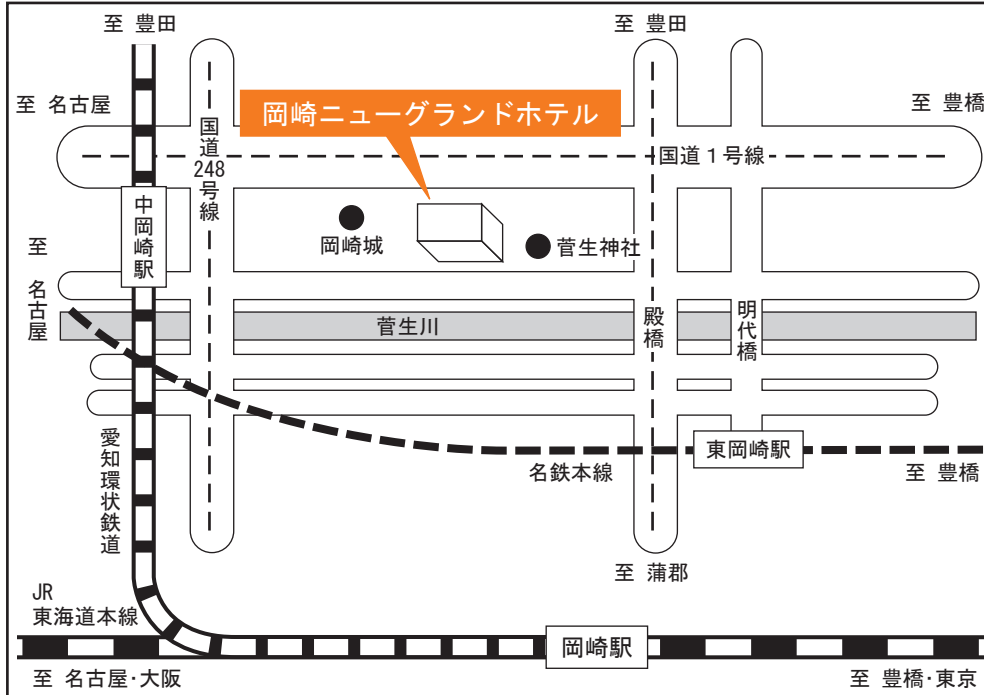 至 豊田
至 豊田
至 名古屋
至 豊橋
岡崎ニューグランドホテル
国道248号線
国道１号線
中岡崎駅
岡崎城
菅生神社
至 名古屋
菅生川
殿橋
明代橋
愛知環状鉄道
東岡崎駅
名鉄本線
至 豊橋
至 蒲郡
JR
東海道本線
岡崎駅
至 名古屋・大阪
至 豊橋・東京